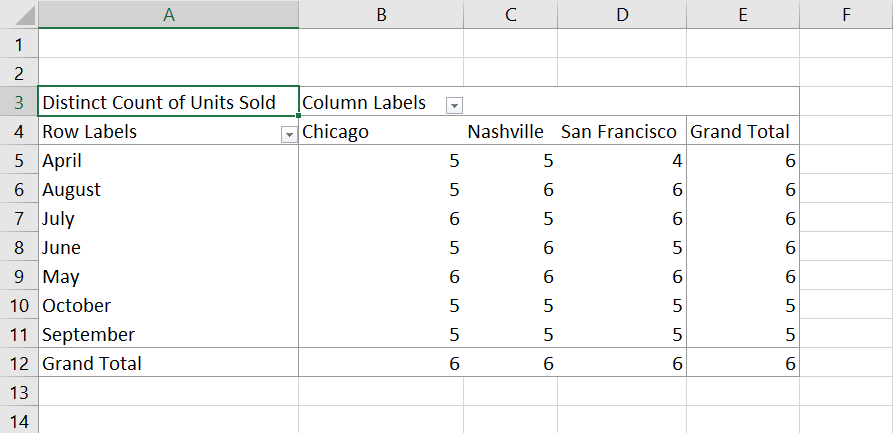 A B C D E F
1
2
3 Distinct Count of Units Sold Column Labels
4 Row Labels Chicago Nashville San Francisco Grand Total
5 April 5 5 4 6
6 August 5 6 6 6
7 July 6 5 6 6
8 June 5 6 5 6
9 May 6 6 6 6
10 October 5 5 5 5
11 September 5 5 5 5
12 Grand Total 6 6 6 6
13
14